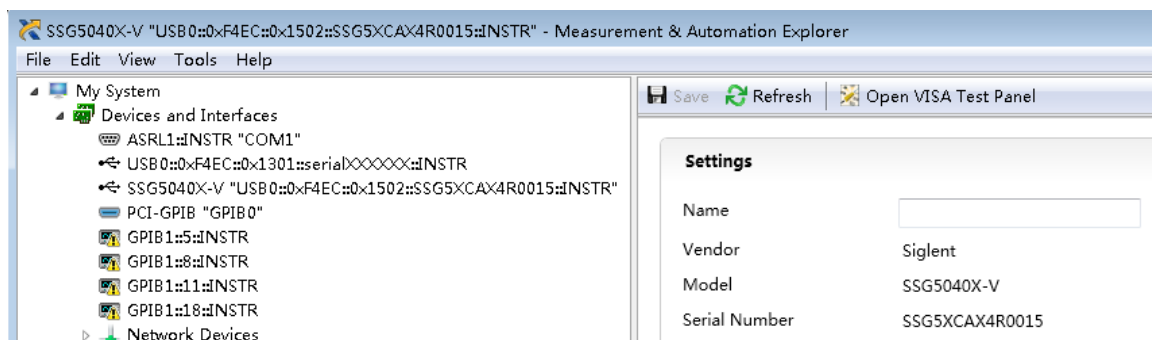 SSG5040X-V "USB0::0xF4EC::0x1502::SSG5XCAX4R0015::INSTR" - Measurement & Automation Explorer
File Edit View Tools Help
My System
Devices and Interfaces
ASRL1::INSTR "COM1"
USB0::0xF4EC::0x1301::serialXXXXXX::INSTR
SSG5040X-V "USB0::0xF4EC::0x1502::SSG5XCAX4R0015::INSTR"
PCI-GPIB "GPIB0"
GPIB1::5::INSTR
GPIB1::8::INSTR
GPIB1::11::INSTR
GPIB1::18::INSTR
Network Devices
Save Refresh Open VISA Test Panel
Settings
Name
Vendor Siglent
Model SSG5040X-V
Serial Number SSG5XCAX4R0015